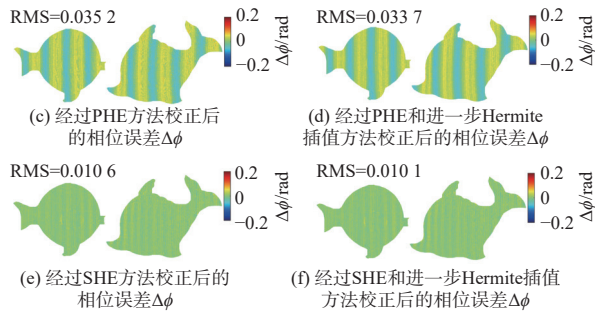 RMS=0.035 2
0.2
0
−0.2
Δϕ/rad
RMS=0.033 7
0.2
0
−0.2
Δϕ/rad
(c) 经过PHE方法校正后
的相位误差Δϕ
(d) 经过PHE和进一步Hermite
插值方法校正后的相位误差Δϕ
RMS=0.010 6
0.2
0
−0.2
Δϕ/rad
RMS=0.010 1
0.2
0
−0.2
Δϕ/rad
(e) 经过SHE方法校正后的
相位误差Δϕ
(f) 经过SHE和进一步Hermite插值
方法校正后的相位误差Δϕ